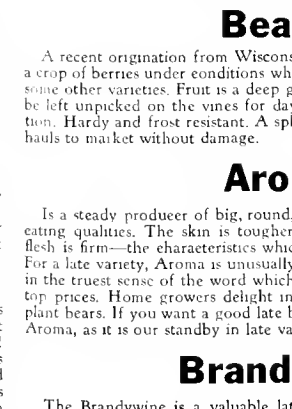 Bea
A recent origination from Wiscons
a crop of berries under conditions wh
some other varieties. Fruit is a deep g
be left unpicked on the vines for day
tion. Hardy and frost resistant. A spl
hauls to market without damage.
Aro
Is a steady producer of big, round,
eating qualities. The skin is tougher
flesh is firm—the characteristics whic
For a late variety, Aroma is unusually
in the truest sense of the word which
top prices. Home growers delight in
plant bears. If you want a good late b
Aroma, as it is our standby in late va
Brand
The Brandywine is a valuable lat